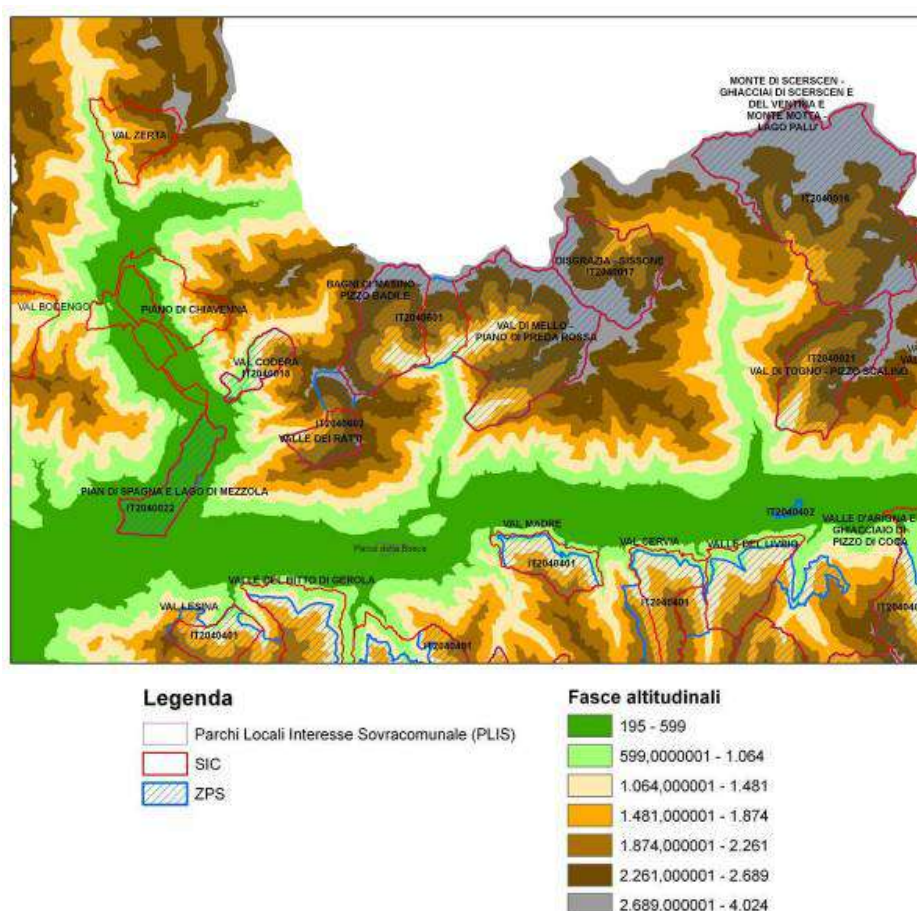 MONTE DI SCERSCEN -
GHIACCIAI DI SCERSCEN E
DEL VENTINA E
MONTE MOTTA -
LAGO PALU'
VAL ZERTA
IT2040016
DISGRAZIA - SISSONE
IT2040017
BAGNI DI MASINO -
PIZZO BADILE
VAL BODENGO
PIANO DI CHIAVENNA
IT2040601
VAL DI MELLO -
PIANO DI PREDA ROSSA
VAL CODERA
IT2040018
IT2040021
VAL DI TOGNO - PIZZO SCALINO
IT2040602
VALLE DEI RATTI
PIAN DI SPAGNA E LAGO DI MEZZOLA
IT2040022
IT2040402
VAL MADRE
VAL CERVIA
VALLE DEL LIVRIO
VALLE D'ARIGNA E
GHIACCIAIO DI
PIZZO DI COCA
Parco della Bosca
IT2040401
VALLE DEL BITTO DI GEROLA
VAL LESINA
IT2040401
IT2040401
IT2040401
Legenda
Parchi Locali Interesse Sovracomunale (PLIS)
SIC
ZPS
Fasce altitudinali
195 - 599
599,0000001 - 1.064
1.064,000001 - 1.481
1.481,000001 - 1.874
1.874,000001 - 2.261
2.261,000001 - 2.689
2.689,000001 - 4.024